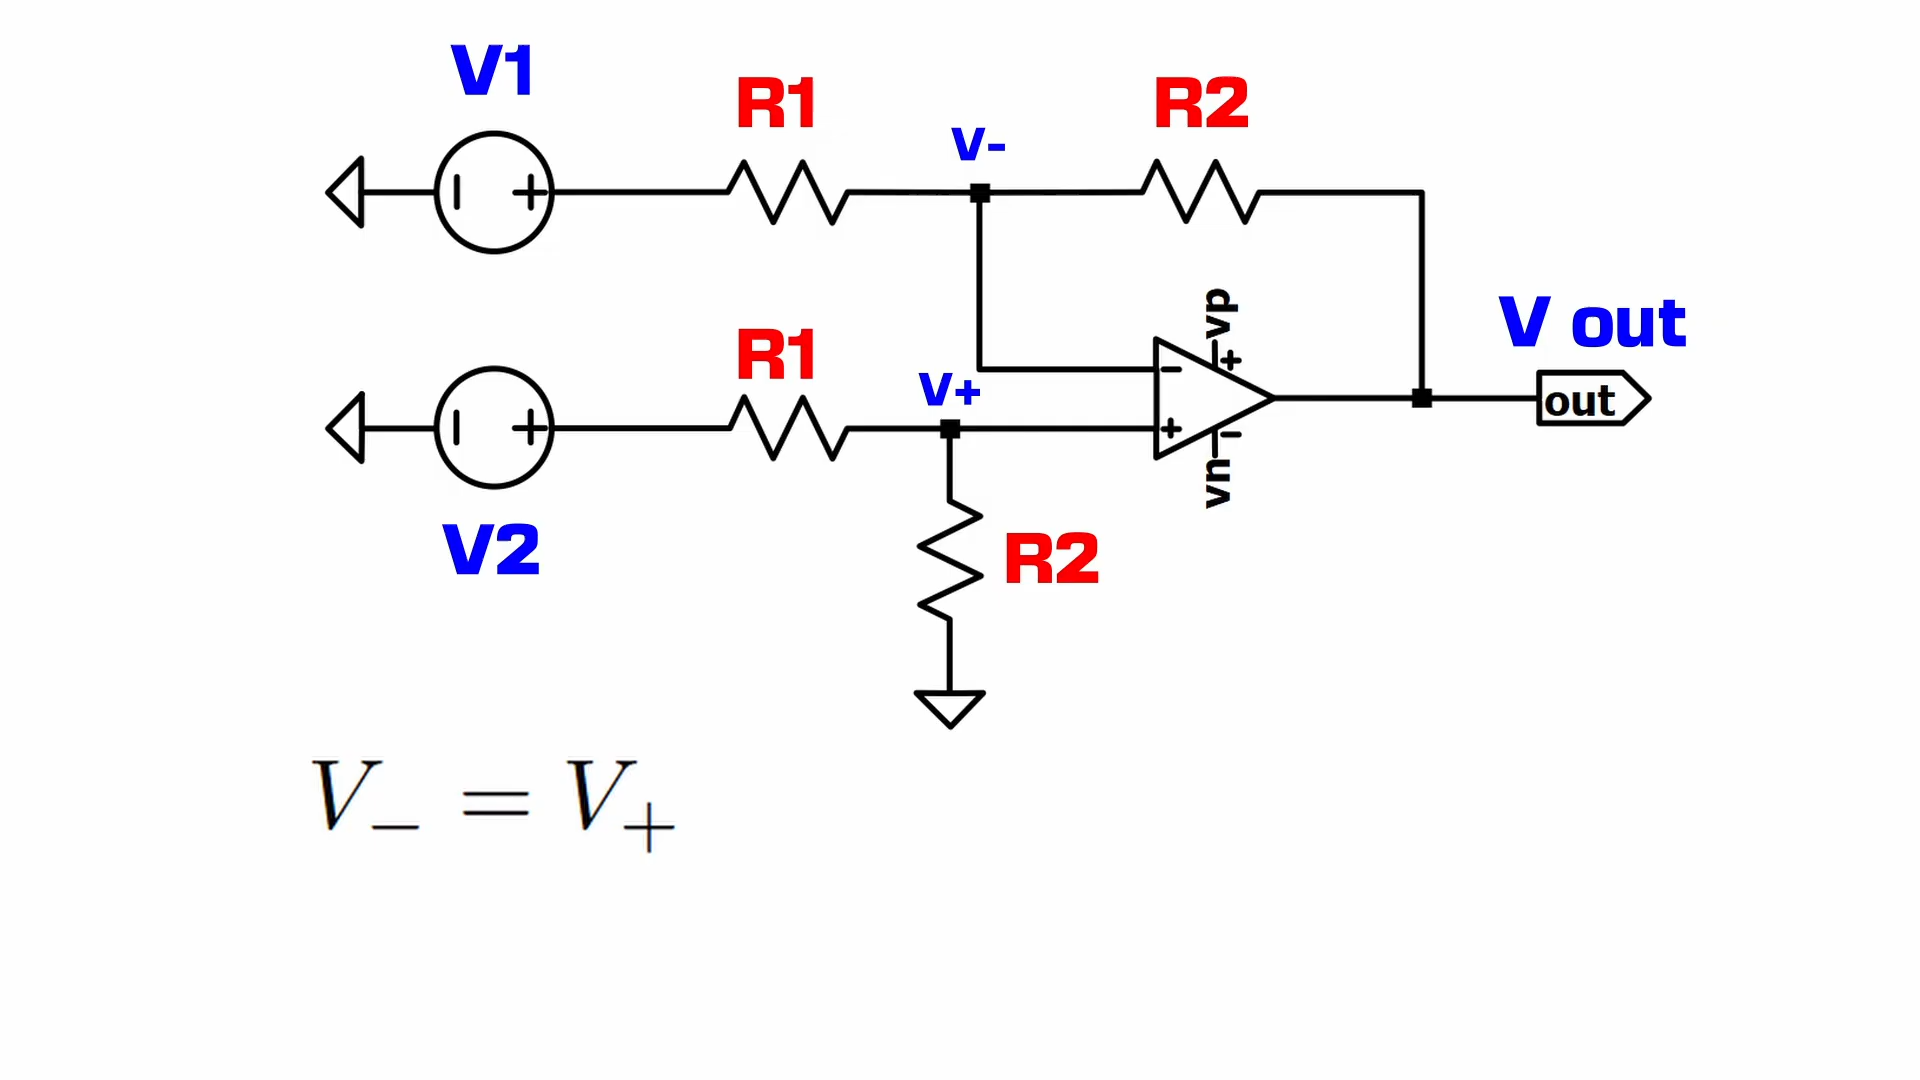 V1
R1
R2
V-
vp
V out
R1
V+
out
vn
V2
R2
V₋ = V₊